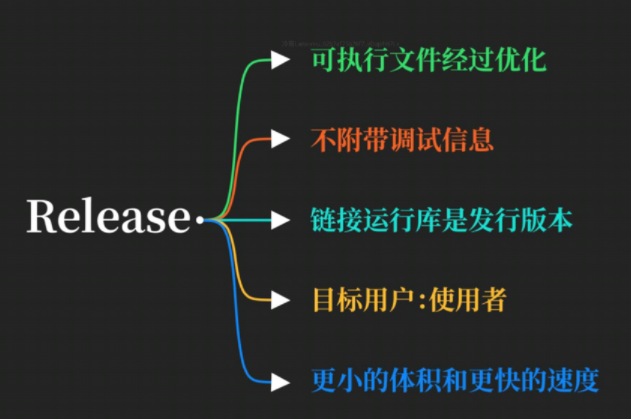 可执行文件经过优化
不附带调试信息
Release
链接运行库是发行版本
目标用户:使用者
更小的体积和更快的速度